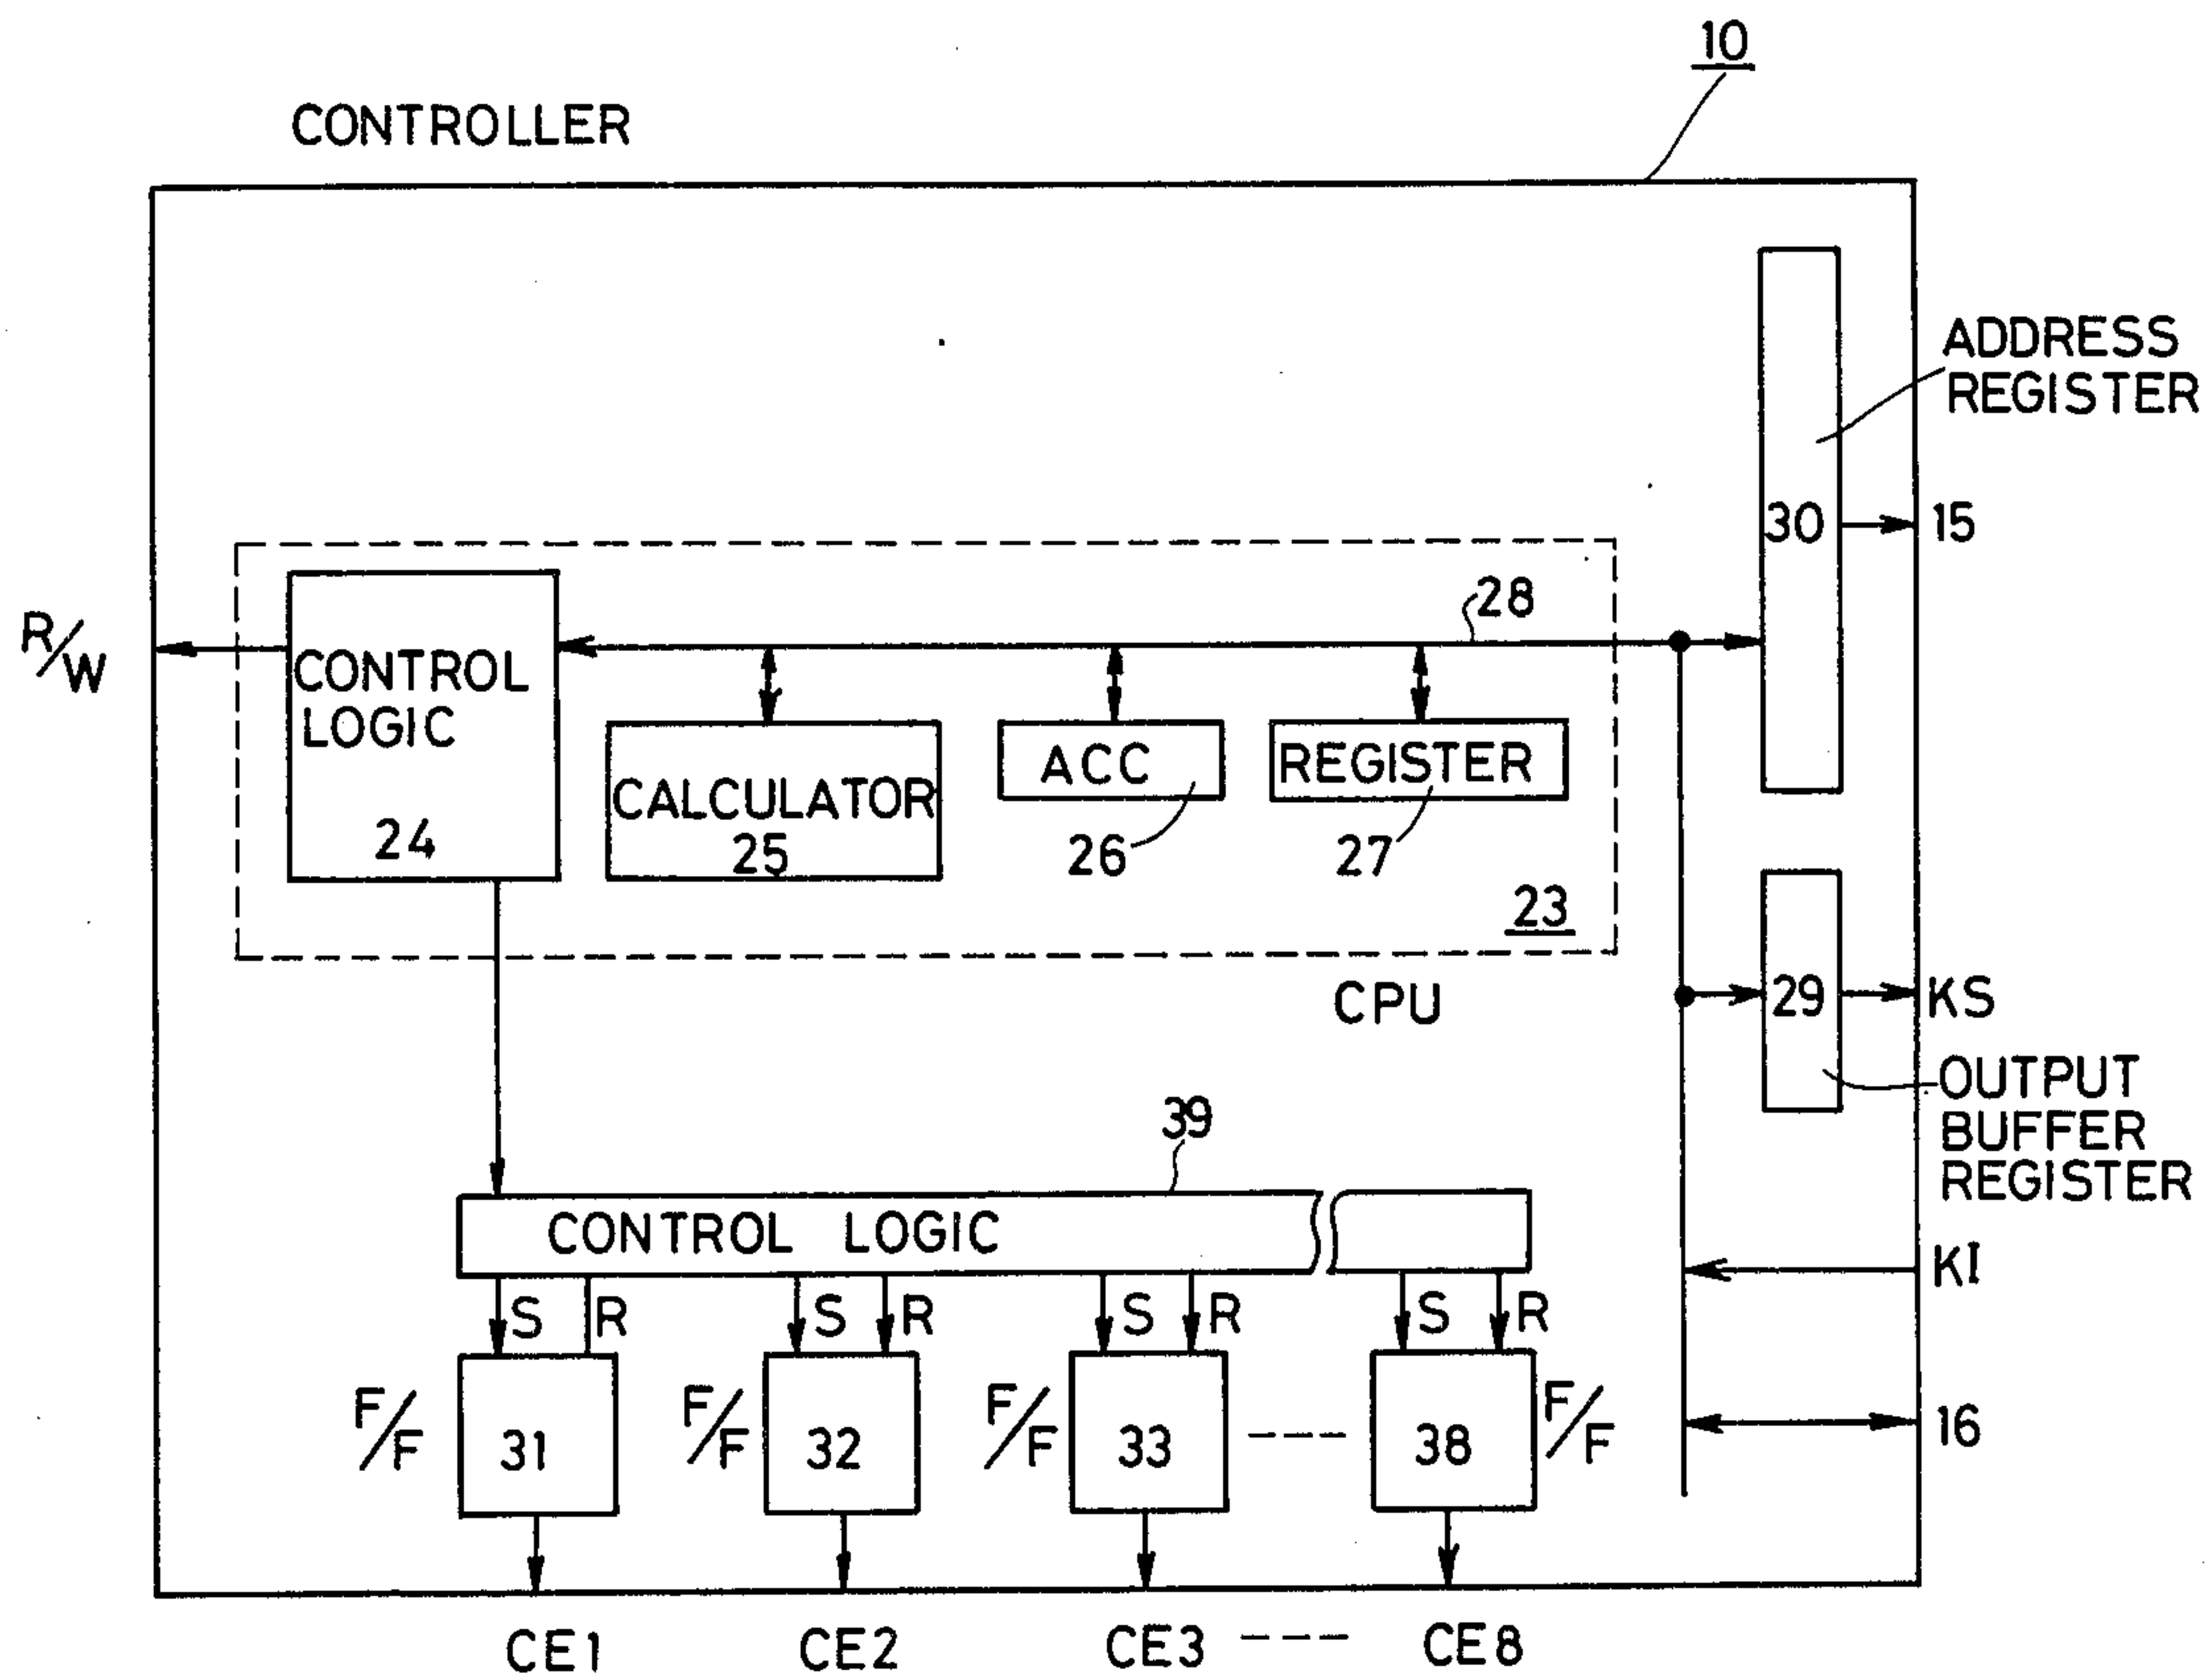 10
CONTROLLER
ADDRESS
REGISTER
30
15
28
R/W
CONTROL
LOGIC
24
CALCULATOR
25
ACC
26
REGISTER
27
23
CPU
29
KS
OUTPUT
BUFFER
REGISTER
39
CONTROL LOGIC
KI
S R S R S R S R
F/F 31 F/F 32 F/F 33 ---- 38 F/F
16
CE1 CE2 CE3 ---- CE8